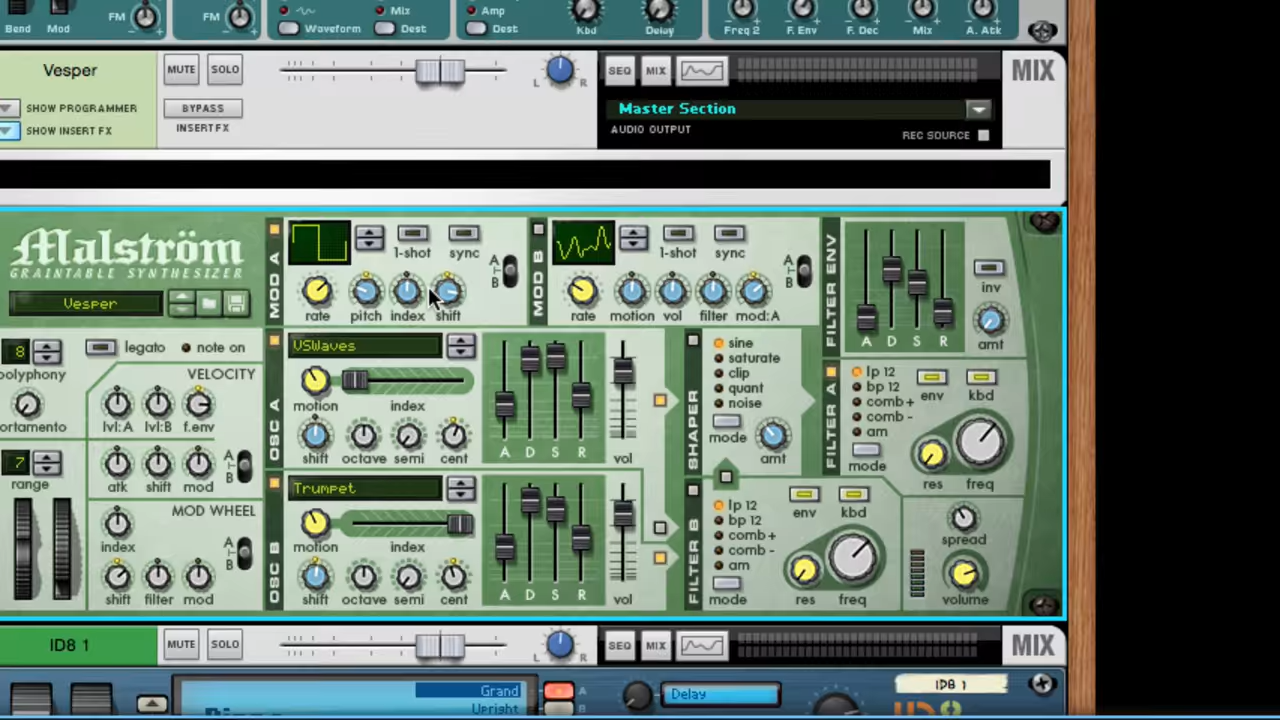 Bend Mod FM FM Waveform Mix Dest Amp Dest Kbd Delay Freq 2 F. Env F. Dec Mix A. Atk
Vesper MUTE SOLO L R SEQ MIX MIX
SHOW PROGRAMMER BYPASS Master Section
SHOW INSERT FX INSERT FX AUDIO OUTPUT REC SOURCE
Malström
GRAINTABLE SYNTHESIZER
Vesper
8 legato note on
polyphony VELOCITY
ortamento lvl:A lvl:B f.env
7
range atk shift mod A B
MOD WHEEL
index A B
shift filter mod
MOD A
1-shot sync A B
rate pitch index shift
MOD B
1-shot sync A B
rate motion vol filter mod:A
FILTER ENV
inv
A D S R amt
OSC A
VSWaves
motion index
shift octave semi cent A D S R vol
OSC B
Trumpet
motion index
shift octave semi cent A D S R vol
SHAPER
sine
saturate
clip
quant
noise
mode amt
FILTER A
lp 12
bp 12 env kbd
comb +
comb -
am
mode res freq
FILTER B
lp 12
bp 12 env kbd
comb +
comb -
am
mode res freq
spread
volume
ID8 1 MUTE SOLO L R SEQ MIX MIX
Grand A Delay ID8 1
Upright